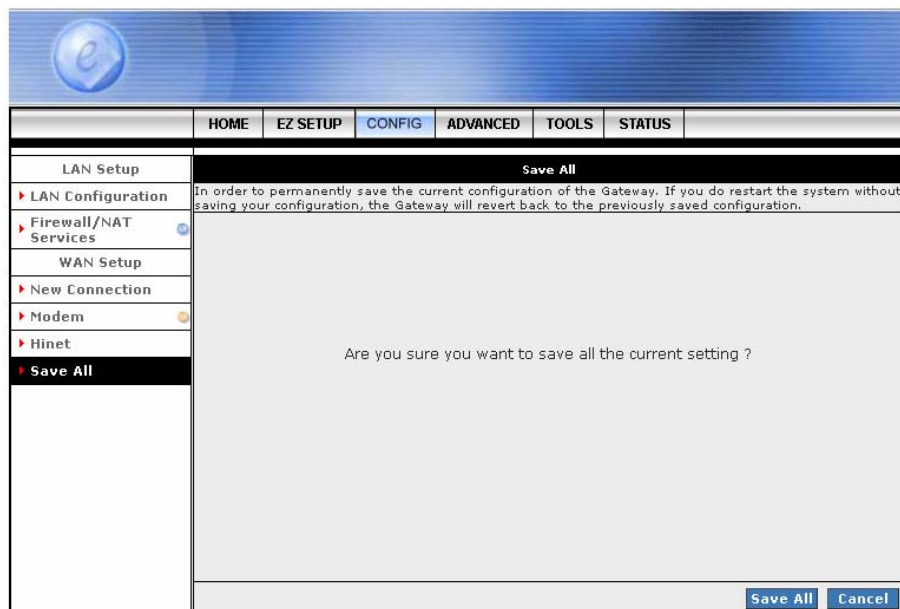 e
HOME EZ SETUP CONFIG ADVANCED TOOLS STATUS
LAN Setup
LAN Configuration
Firewall/NAT
Services
WAN Setup
New Connection
Modem
Hinet
Save All
Save All
In order to permanently save the current configuration of the Gateway. If you do restart the system without
saving your configuration, the Gateway will revert back to the previously saved configuration.
Are you sure you want to save all the current setting ?
Save All Cancel